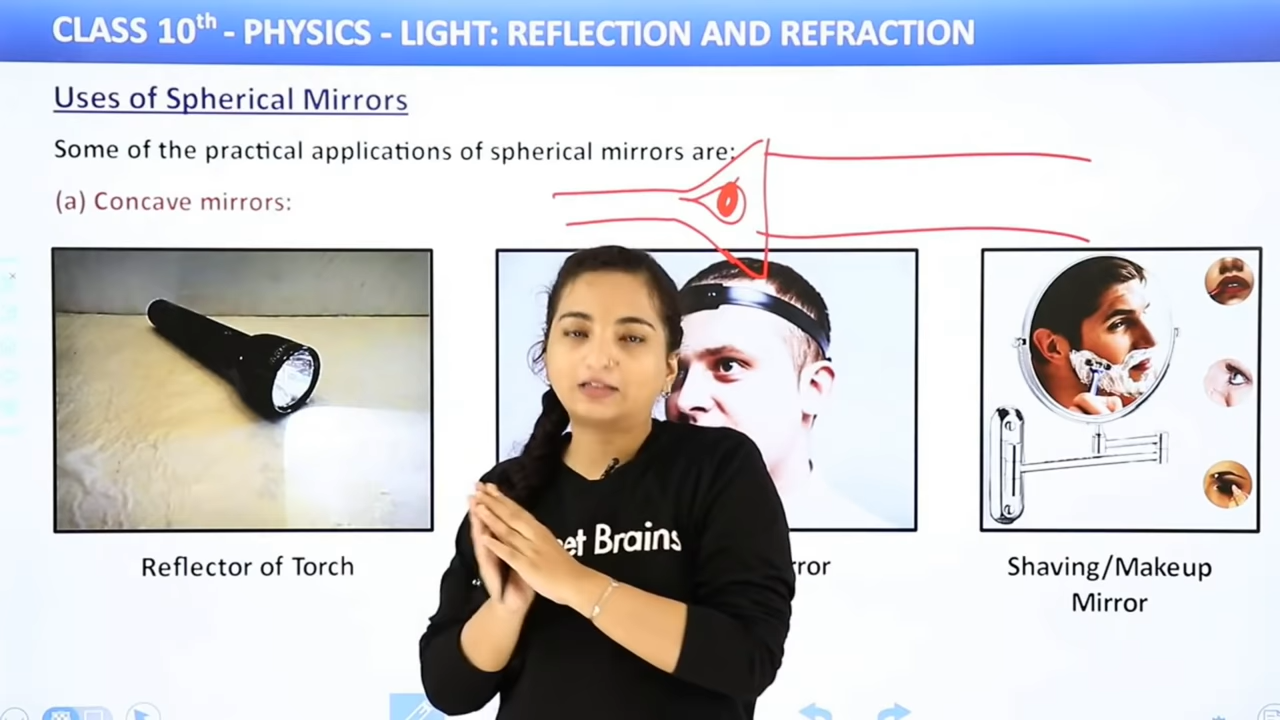 CLASS 10th - PHYSICS - LIGHT: REFLECTION AND REFRACTION
Uses of Spherical Mirrors
Some of the practical applications of spherical mirrors are:
(a) Concave mirrors:
Brains
Reflector of Torch
Shaving/Makeup
Mirror